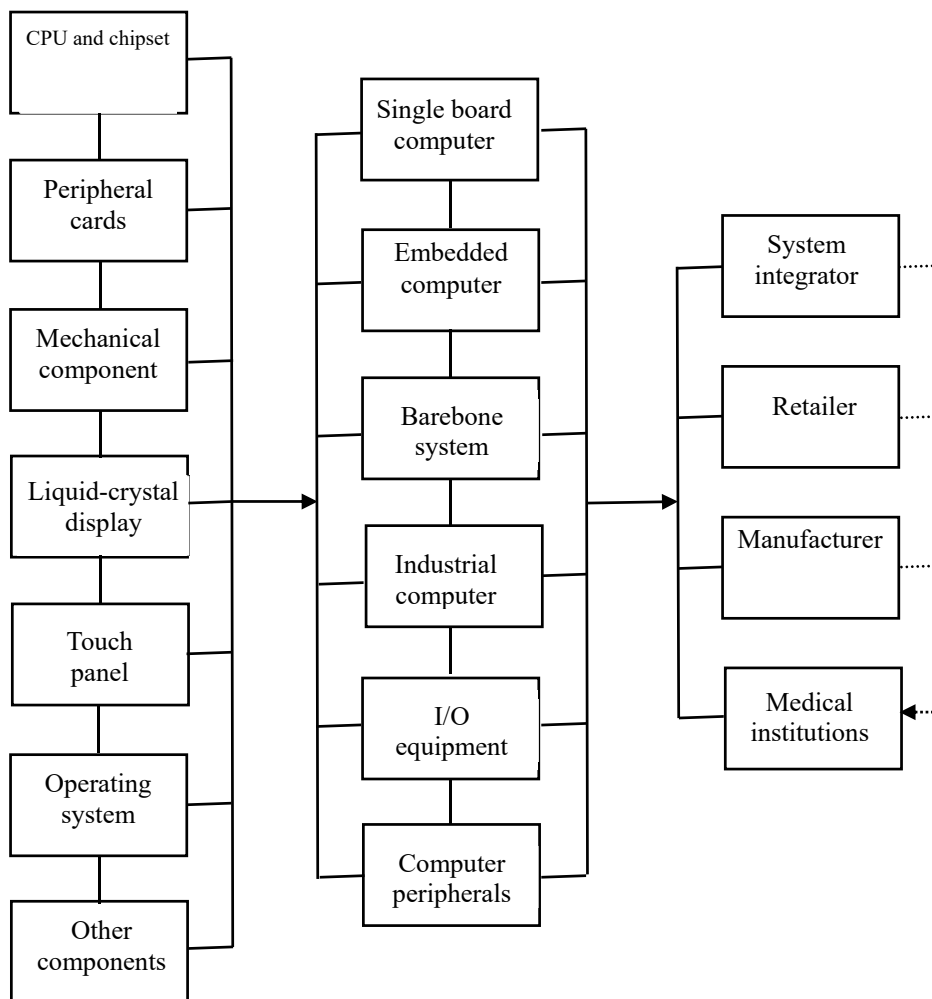 CPU and chipset
Peripheral
cards
Mechanical
component
Liquid-crystal
display
Touch
panel
Operating
system
Other
components
Single board
computer
Embedded
computer
Barebone
system
Industrial
computer
I/O
equipment
Computer
peripherals
System
integrator
Retailer
Manufacturer
Medical
institutions